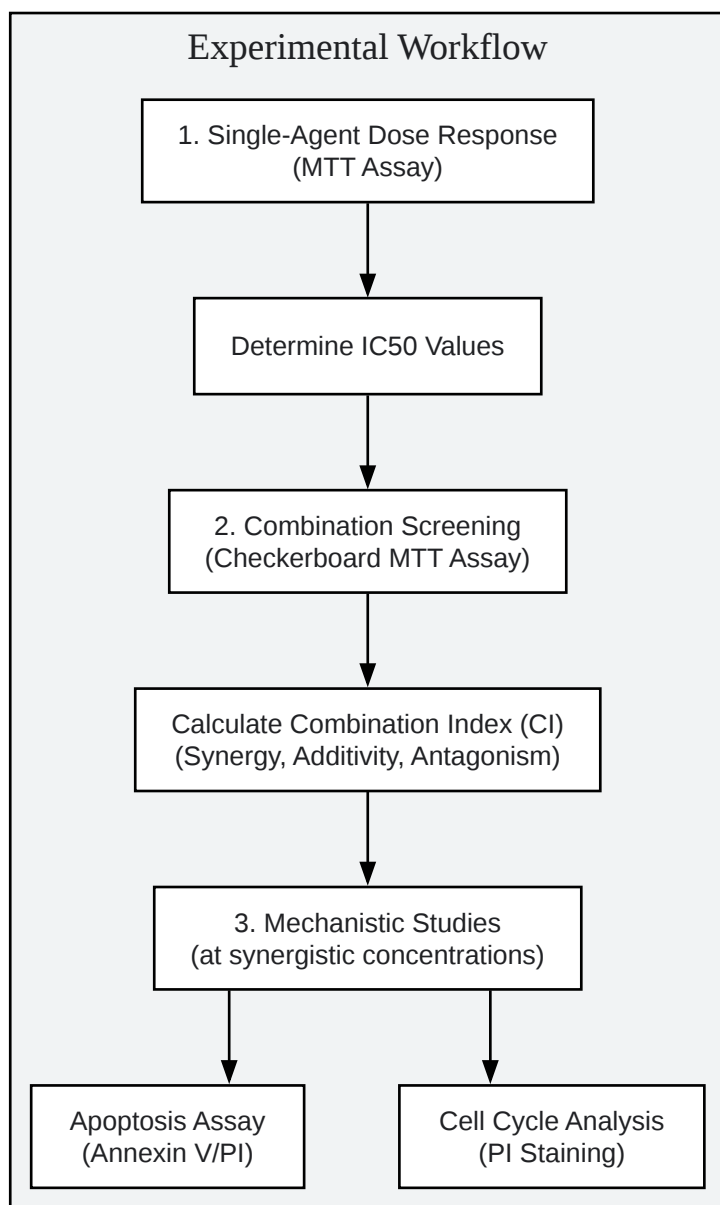 Experimental Workflow
1. Single-Agent Dose Response
(MTT Assay)
Determine IC50 Values
2. Combination Screening
(Checkerboard MTT Assay)
Calculate Combination Index (CI)
(Synergy, Additivity, Antagonism)
3. Mechanistic Studies
(at synergistic concentrations)
Apoptosis Assay
(Annexin V/PI)
Cell Cycle Analysis
(PI Staining)